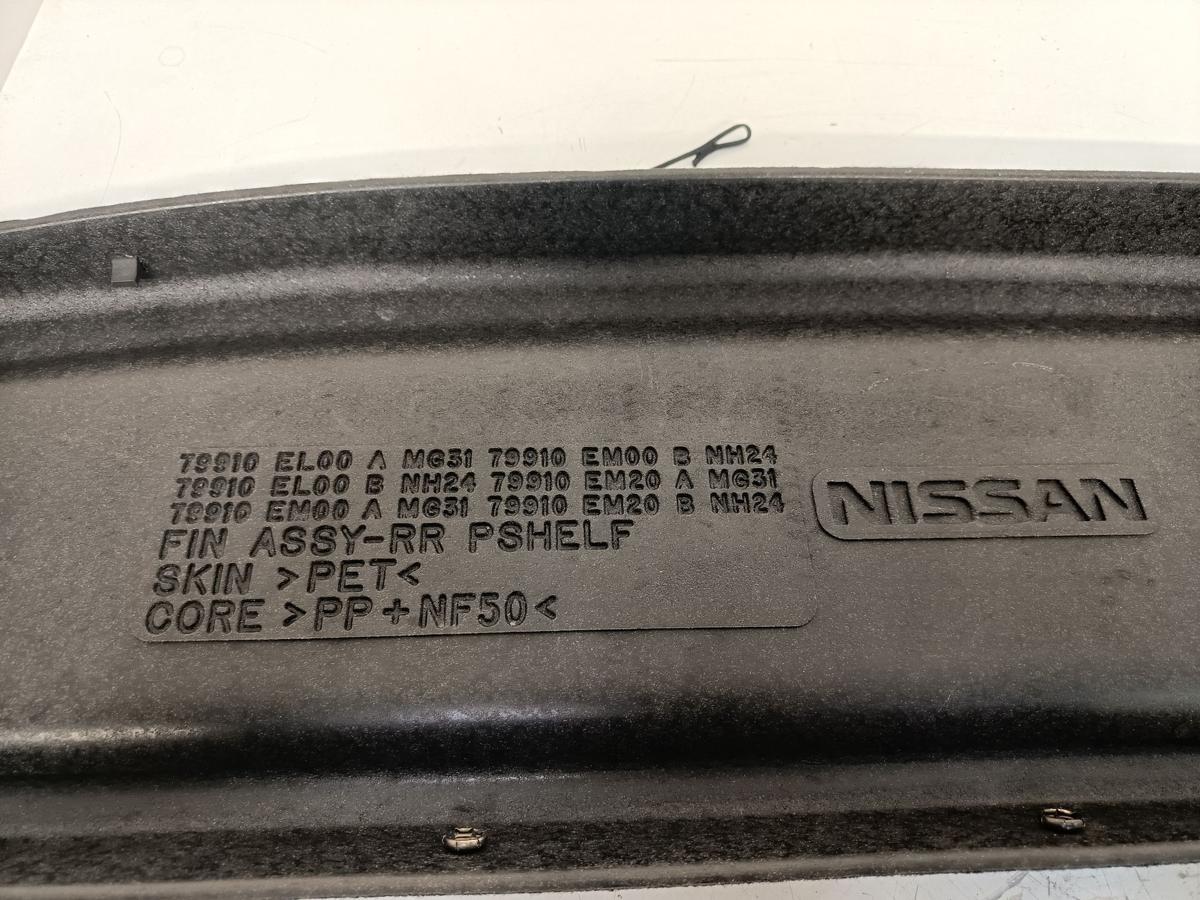 79910 EL00 A MG31 79910 EM00 B NH24
79910 EL00 B NH24 79910 EM20 A MG31
79910 EM00 A MG31 79910 EM20 B NH24
FIN ASSY-RR PSHELF
SKIN >PET<
CORE >PP+NF50<
NISSAN